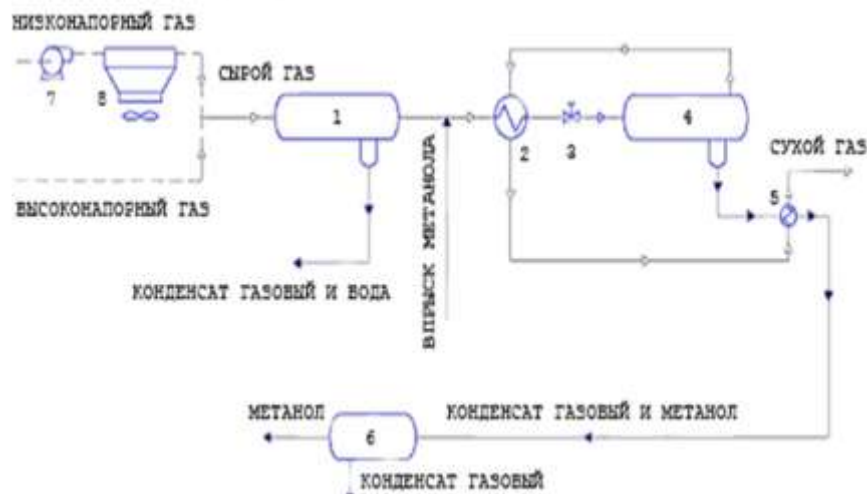 НИЗКОНАПОРНЫЙ ГАЗ
7
8
СЫРОЙ ГАЗ
1
2
3
4
СУХОЙ ГАЗ
5
ВЫСОКОНАПОРНЫЙ ГАЗ
ВПРЫСК МЕТАНОЛА
КОНДЕНСАТ ГАЗОВЫЙ И ВОДА
МЕТАНОЛ
КОНДЕНСАТ ГАЗОВЫЙ И МЕТАНОЛ
6
КОНДЕНСАТ ГАЗОВЫЙ